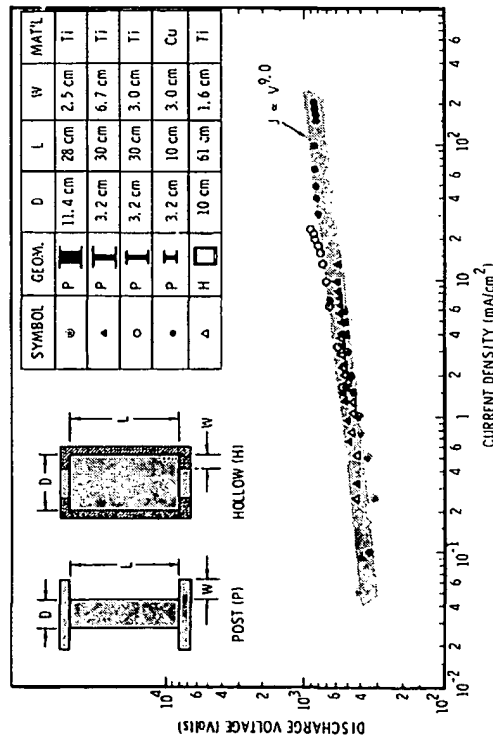 SYMBOL GEOM. D L W MAT'L
P 11.4 cm 28 cm 2.5 cm Ti
P 3.2 cm 30 cm 6.7 cm Ti
P 3.2 cm 30 cm 3.0 cm Ti
P 3.2 cm 10 cm 3.0 cm Cu
H 10 cm 61 cm 1.6 cm Ti
D
L
W
POST (P)
D
L
W
HOLLOW (H)
J ∝ V^9.0
DISCHARGE VOLTAGE (Volts)
10^4
6
4
2
10^3
8
6
4
2
10^2
10^-2 2 4 6 10^-1 2 4 6 1 2 4 6 10 2 4 6 10^2 2 4 6
CURRENT DENSITY (mA/cm^2)